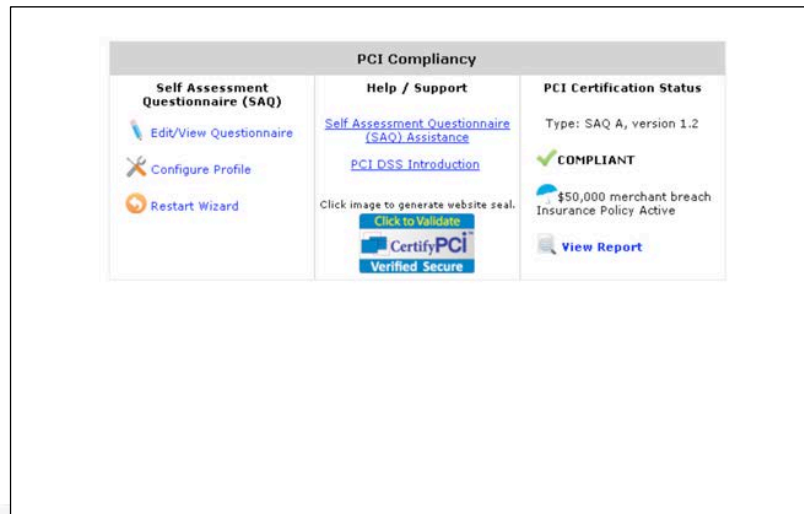 PCI Compliancy
Self Assessment
Questionnaire (SAQ)
Edit/View Questionnaire
Configure Profile
Restart Wizard
Help / Support
Self Assessment Questionnaire
(SAQ) Assistance
PCI DSS Introduction
Click image to generate website seal.
Click to Validate
CertifyPCI™
Verified Secure
PCI Certification Status
Type: SAQ A, version 1.2
COMPLIANT
$50,000 merchant breach
Insurance Policy Active
View Report